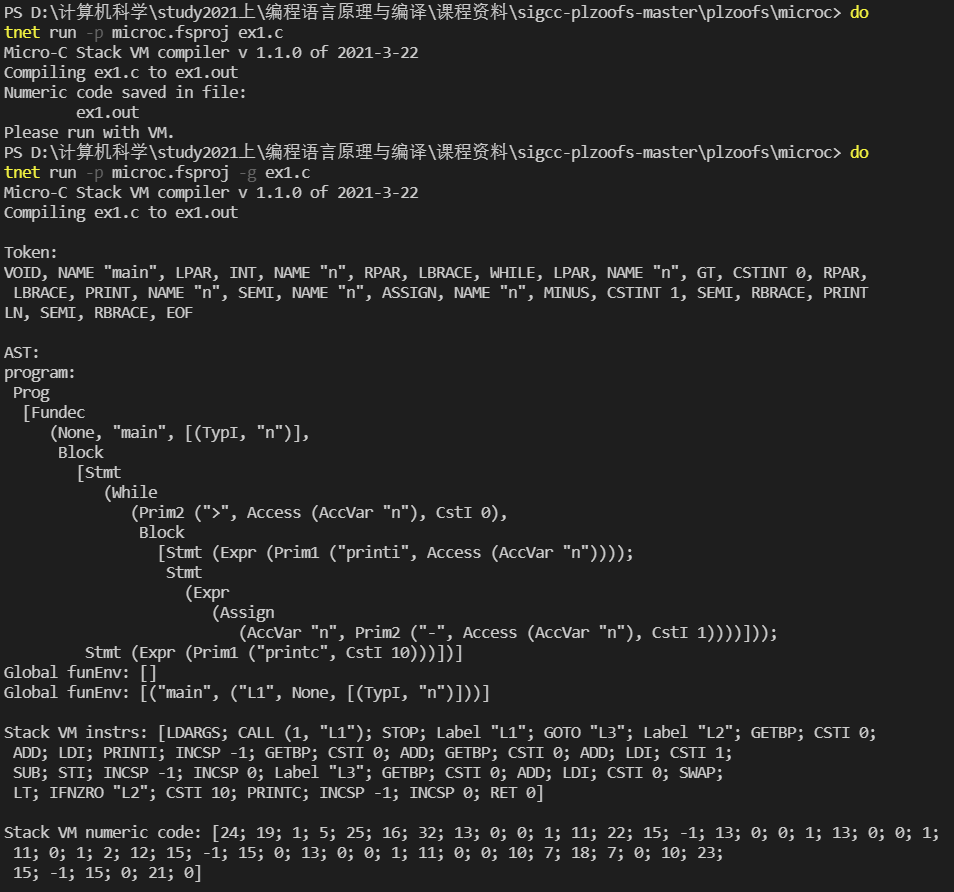 PS D:\计算机科学\study2021上\编程语言原理与编译\课程资料\sigcc-plzoofs-master\plzoofs\microc> do
tnet run -p microc.fsproj ex1.c
Micro-C Stack VM compiler v 1.1.0 of 2021-3-22
Compiling ex1.c to ex1.out
Numeric code saved in file:
        ex1.out
Please run with VM.
PS D:\计算机科学\study2021上\编程语言原理与编译\课程资料\sigcc-plzoofs-master\plzoofs\microc> do
tnet run -p microc.fsproj -g ex1.c
Micro-C Stack VM compiler v 1.1.0 of 2021-3-22
Compiling ex1.c to ex1.out

Token:
VOID, NAME "main", LPAR, INT, NAME "n", RPAR, LBRACE, WHILE, LPAR, NAME "n", GT, CSTINT 0, RPAR,
 LBRACE, PRINT, NAME "n", SEMI, NAME "n", ASSIGN, NAME "n", MINUS, CSTINT 1, SEMI, RBRACE, PRINT
LN, SEMI, RBRACE, EOF

AST:
program:
 Prog
  [Fundec
     (None, "main", [(TypI, "n")],
      Block
        [Stmt
           (While
              (Prim2 (">", Access (AccVar "n"), CstI 0),
               Block
                 [Stmt (Expr (Prim1 ("printi", Access (AccVar "n"))));
                  Stmt
                    (Expr
                       (Assign
                          (AccVar "n", Prim2 ("-", Access (AccVar "n"), CstI 1))))]));
         Stmt (Expr (Prim1 ("printc", CstI 10)))])]
Global funEnv: []
Global funEnv: [("main", ("L1", None, [(TypI, "n")]))]

Stack VM instrs: [LDARGS; CALL (1, "L1"); STOP; Label "L1"; GOTO "L3"; Label "L2"; GETBP; CSTI 0;
 ADD; LDI; PRINTI; INCSP -1; GETBP; CSTI 0; ADD; GETBP; CSTI 0; ADD; LDI; CSTI 1;
 SUB; STI; INCSP -1; INCSP 0; Label "L3"; GETBP; CSTI 0; ADD; LDI; CSTI 0; SWAP;
 LT; IFNZRO "L2"; CSTI 10; PRINTC; INCSP -1; INCSP 0; RET 0]

Stack VM numeric code: [24; 19; 1; 5; 25; 16; 32; 13; 0; 0; 1; 11; 22; 15; -1; 13; 0; 0; 1; 13; 0; 0; 1;
 11; 0; 1; 2; 12; 15; -1; 15; 0; 13; 0; 0; 1; 11; 0; 0; 10; 7; 18; 7; 0; 10; 23;
 15; -1; 15; 0; 21; 0]